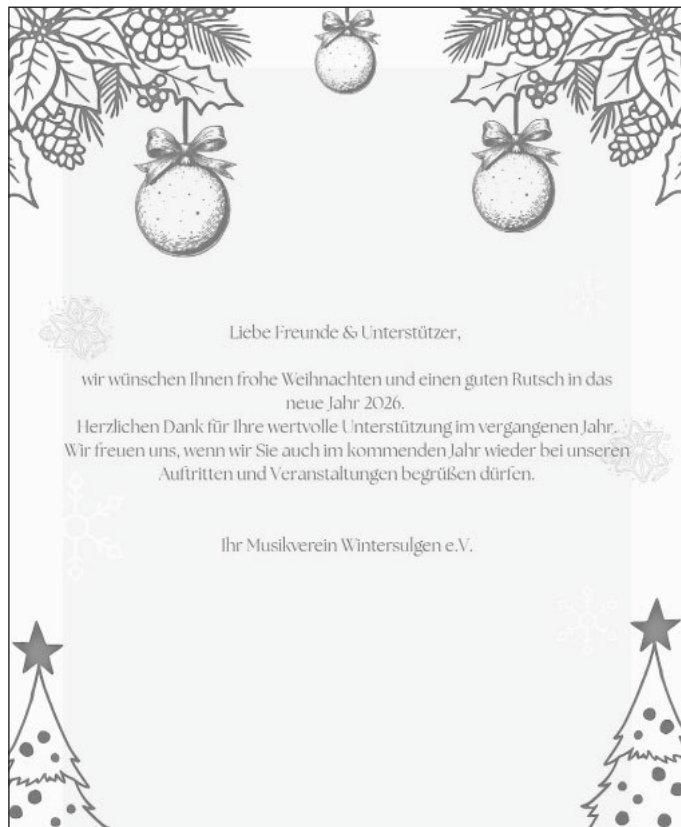 Liebe Freunde & Unterstützer,
wir wünschen Ihnen frohe Weihnachten und einen guten Rutsch in das
neue Jahr 2026.
Herzlichen Dank für Ihre wertvolle Unterstützung im vergangenen Jahr.
Wir freuen uns, wenn wir Sie auch im kommenden Jahr wieder bei unseren
Auftritten und Veranstaltungen begrüßen dürfen.
Ihr Musikverein Wintersulgen e.V.